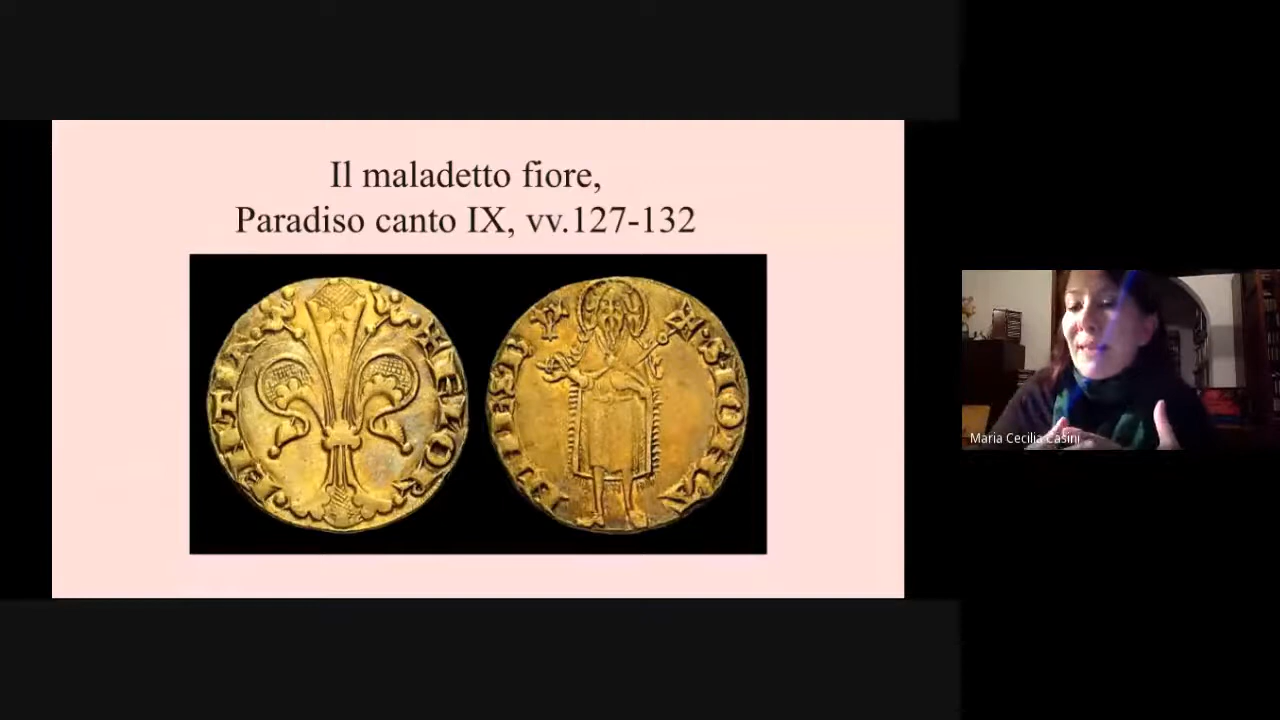 Il maladetto fiore,
Paradiso canto IX, vv.127-132
Maria Cecilia Casini